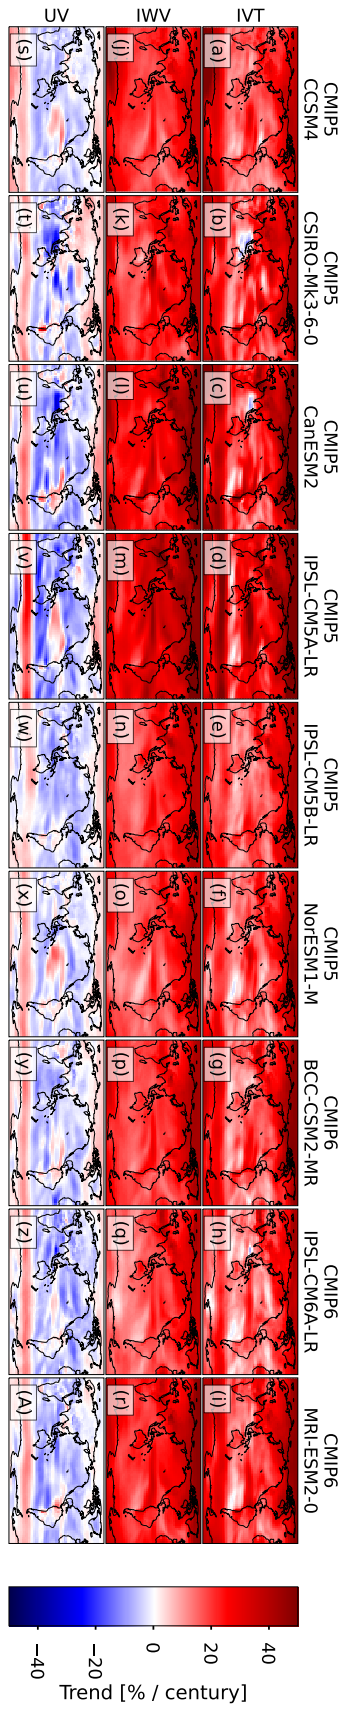 CMIP5
CCSM4
CMIP5
CSIRO-Mk3-6-0
CMIP5
CanESM2
CMIP5
IPSL-CM5A-LR
CMIP5
IPSL-CM5B-LR
CMIP5
NorESM1-M
CMIP6
BCC-CSM2-MR
CMIP6
IPSL-CM6A-LR
CMIP6
MRI-ESM2-0
IVT
(a)
(b)
(c)
(d)
(e)
(f)
(g)
(h)
(i)
IWV
(j)
(k)
(l)
(m)
(n)
(o)
(p)
(q)
(r)
UV
(s)
(t)
(u)
(v)
(w)
(x)
(y)
(z)
(A)
−40
−20
0
20
40
Trend [% / century]